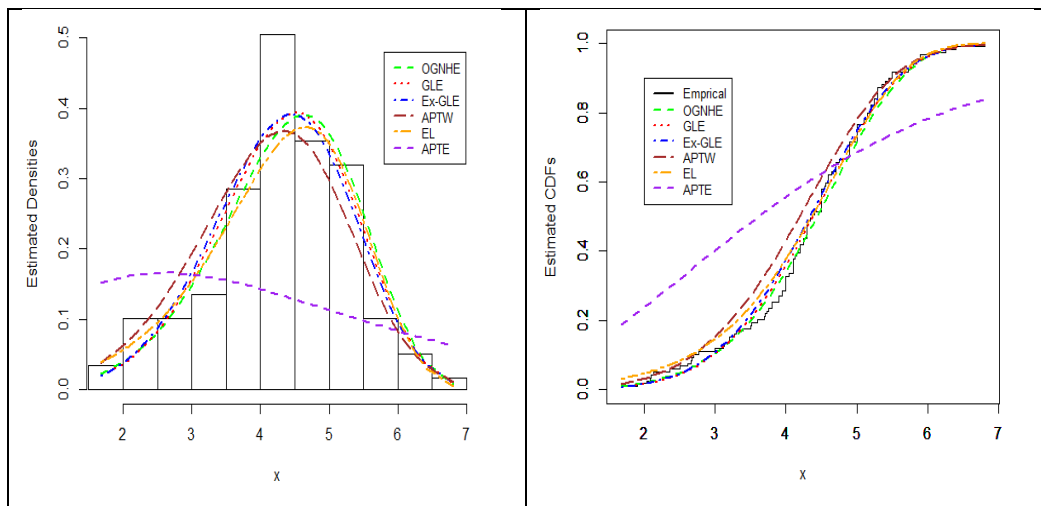 Estimated Densities
0.0
0.1
0.2
0.3
0.4
0.5
OGNHE
GLE
Ex-GLE
APTW
EL
APTE
2 3 4 5 6 7
x
Estimated CDFs
0.0
0.2
0.4
0.6
0.8
1.0
Emprical
OGNHE
GLE
Ex-GLE
APTW
EL
APTE
2 3 4 5 6 7
x